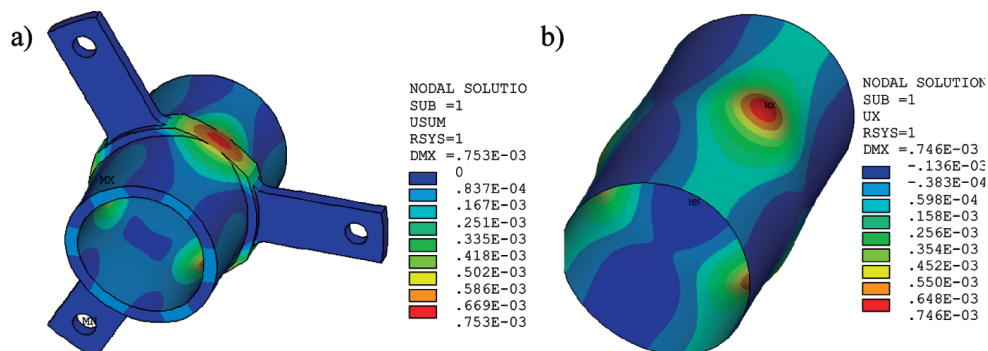 a)
MX
MN
NODAL SOLUTIO
SUB =1
USUM
RSYS=1
DMX =.753E-03
0
.837E-04
.167E-03
.251E-03
.335E-03
.418E-03
.502E-03
.586E-03
.669E-03
.753E-03
b)
MX
MN
NODAL SOLUTION
SUB =1
UX
RSYS=1
DMX =.746E-03
-.136E-03
-.383E-04
.598E-04
.158E-03
.256E-03
.354E-03
.452E-03
.550E-03
.648E-03
.746E-03